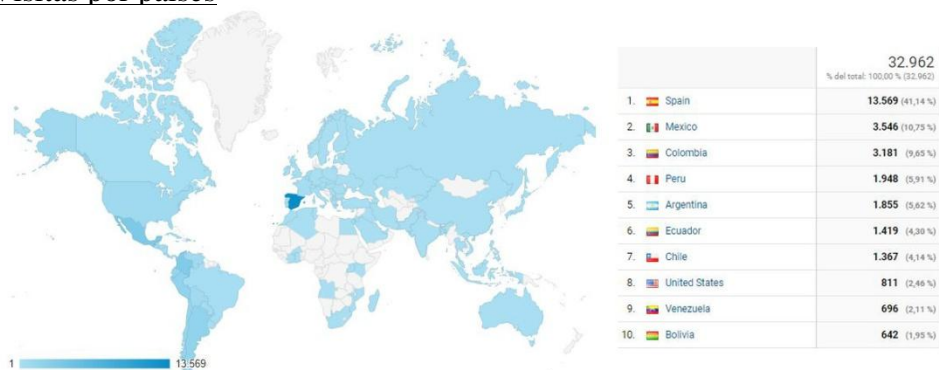 Visitas por países
32.962
% del total: 100,00 % (32.962)
1. Spain 13.569 (41,14 %)
2. Mexico 3.546 (10,75 %)
3. Colombia 3.181 (9,65 %)
4. Peru 1.948 (5,91 %)
5. Argentina 1.855 (5,62 %)
6. Ecuador 1.419 (4,30 %)
7. Chile 1.367 (4,14 %)
8. United States 811 (2,46 %)
9. Venezuela 696 (2,11 %)
10. Bolivia 642 (1,95 %)
1 13.569